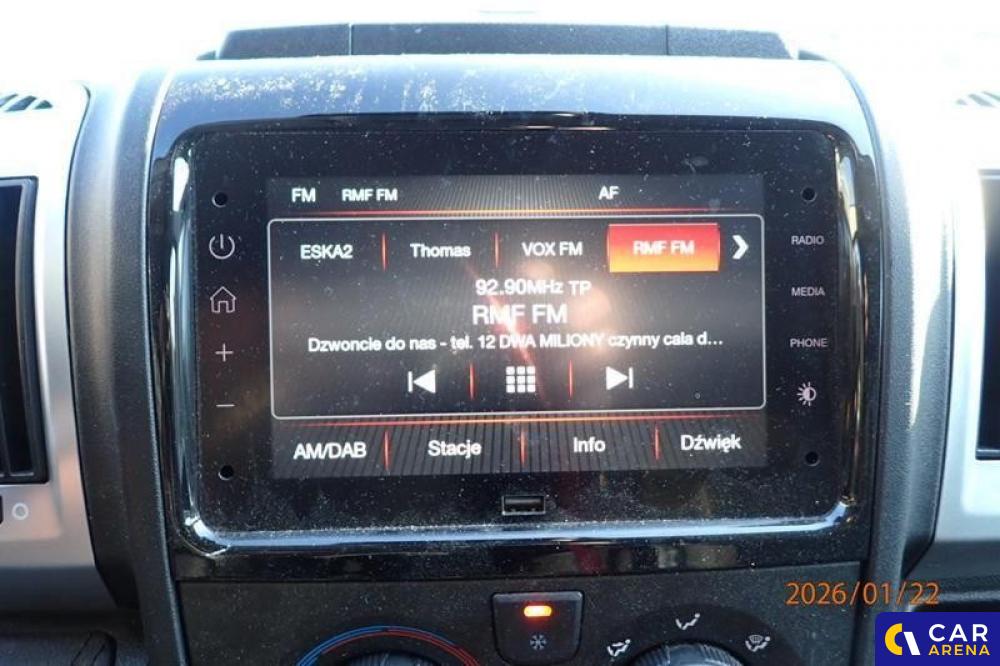 FM RMF FM AF
ESKA2 Thomas VOX FM RMF FM
92.90MHz TP
RMF FM
Dzwoncie do nas - tel. 12 DWA MILIONY czynny cala d...
AM/DAB Stacje Info Dźwięk
RADIO
MEDIA
PHONE
2026/01/22
CAR
ARENA